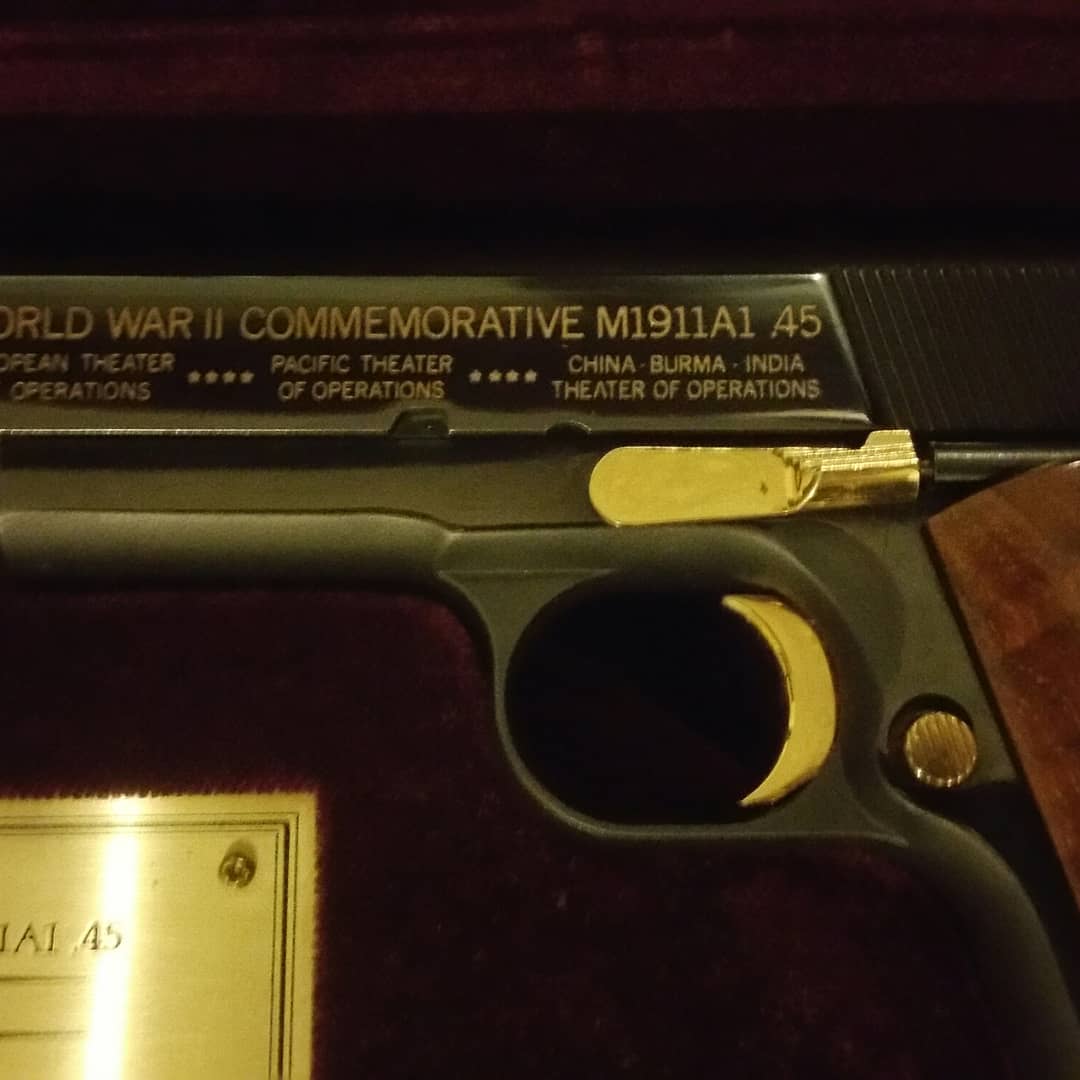 ORLD WAR II COMMEMORATIVE M1911A1 .45
OPEAN THEATER
OPERATIONS
****
PACIFIC THEATER
OF OPERATIONS
****
CHINA - BURMA - INDIA
THEATER OF OPERATIONS
1A1 .45